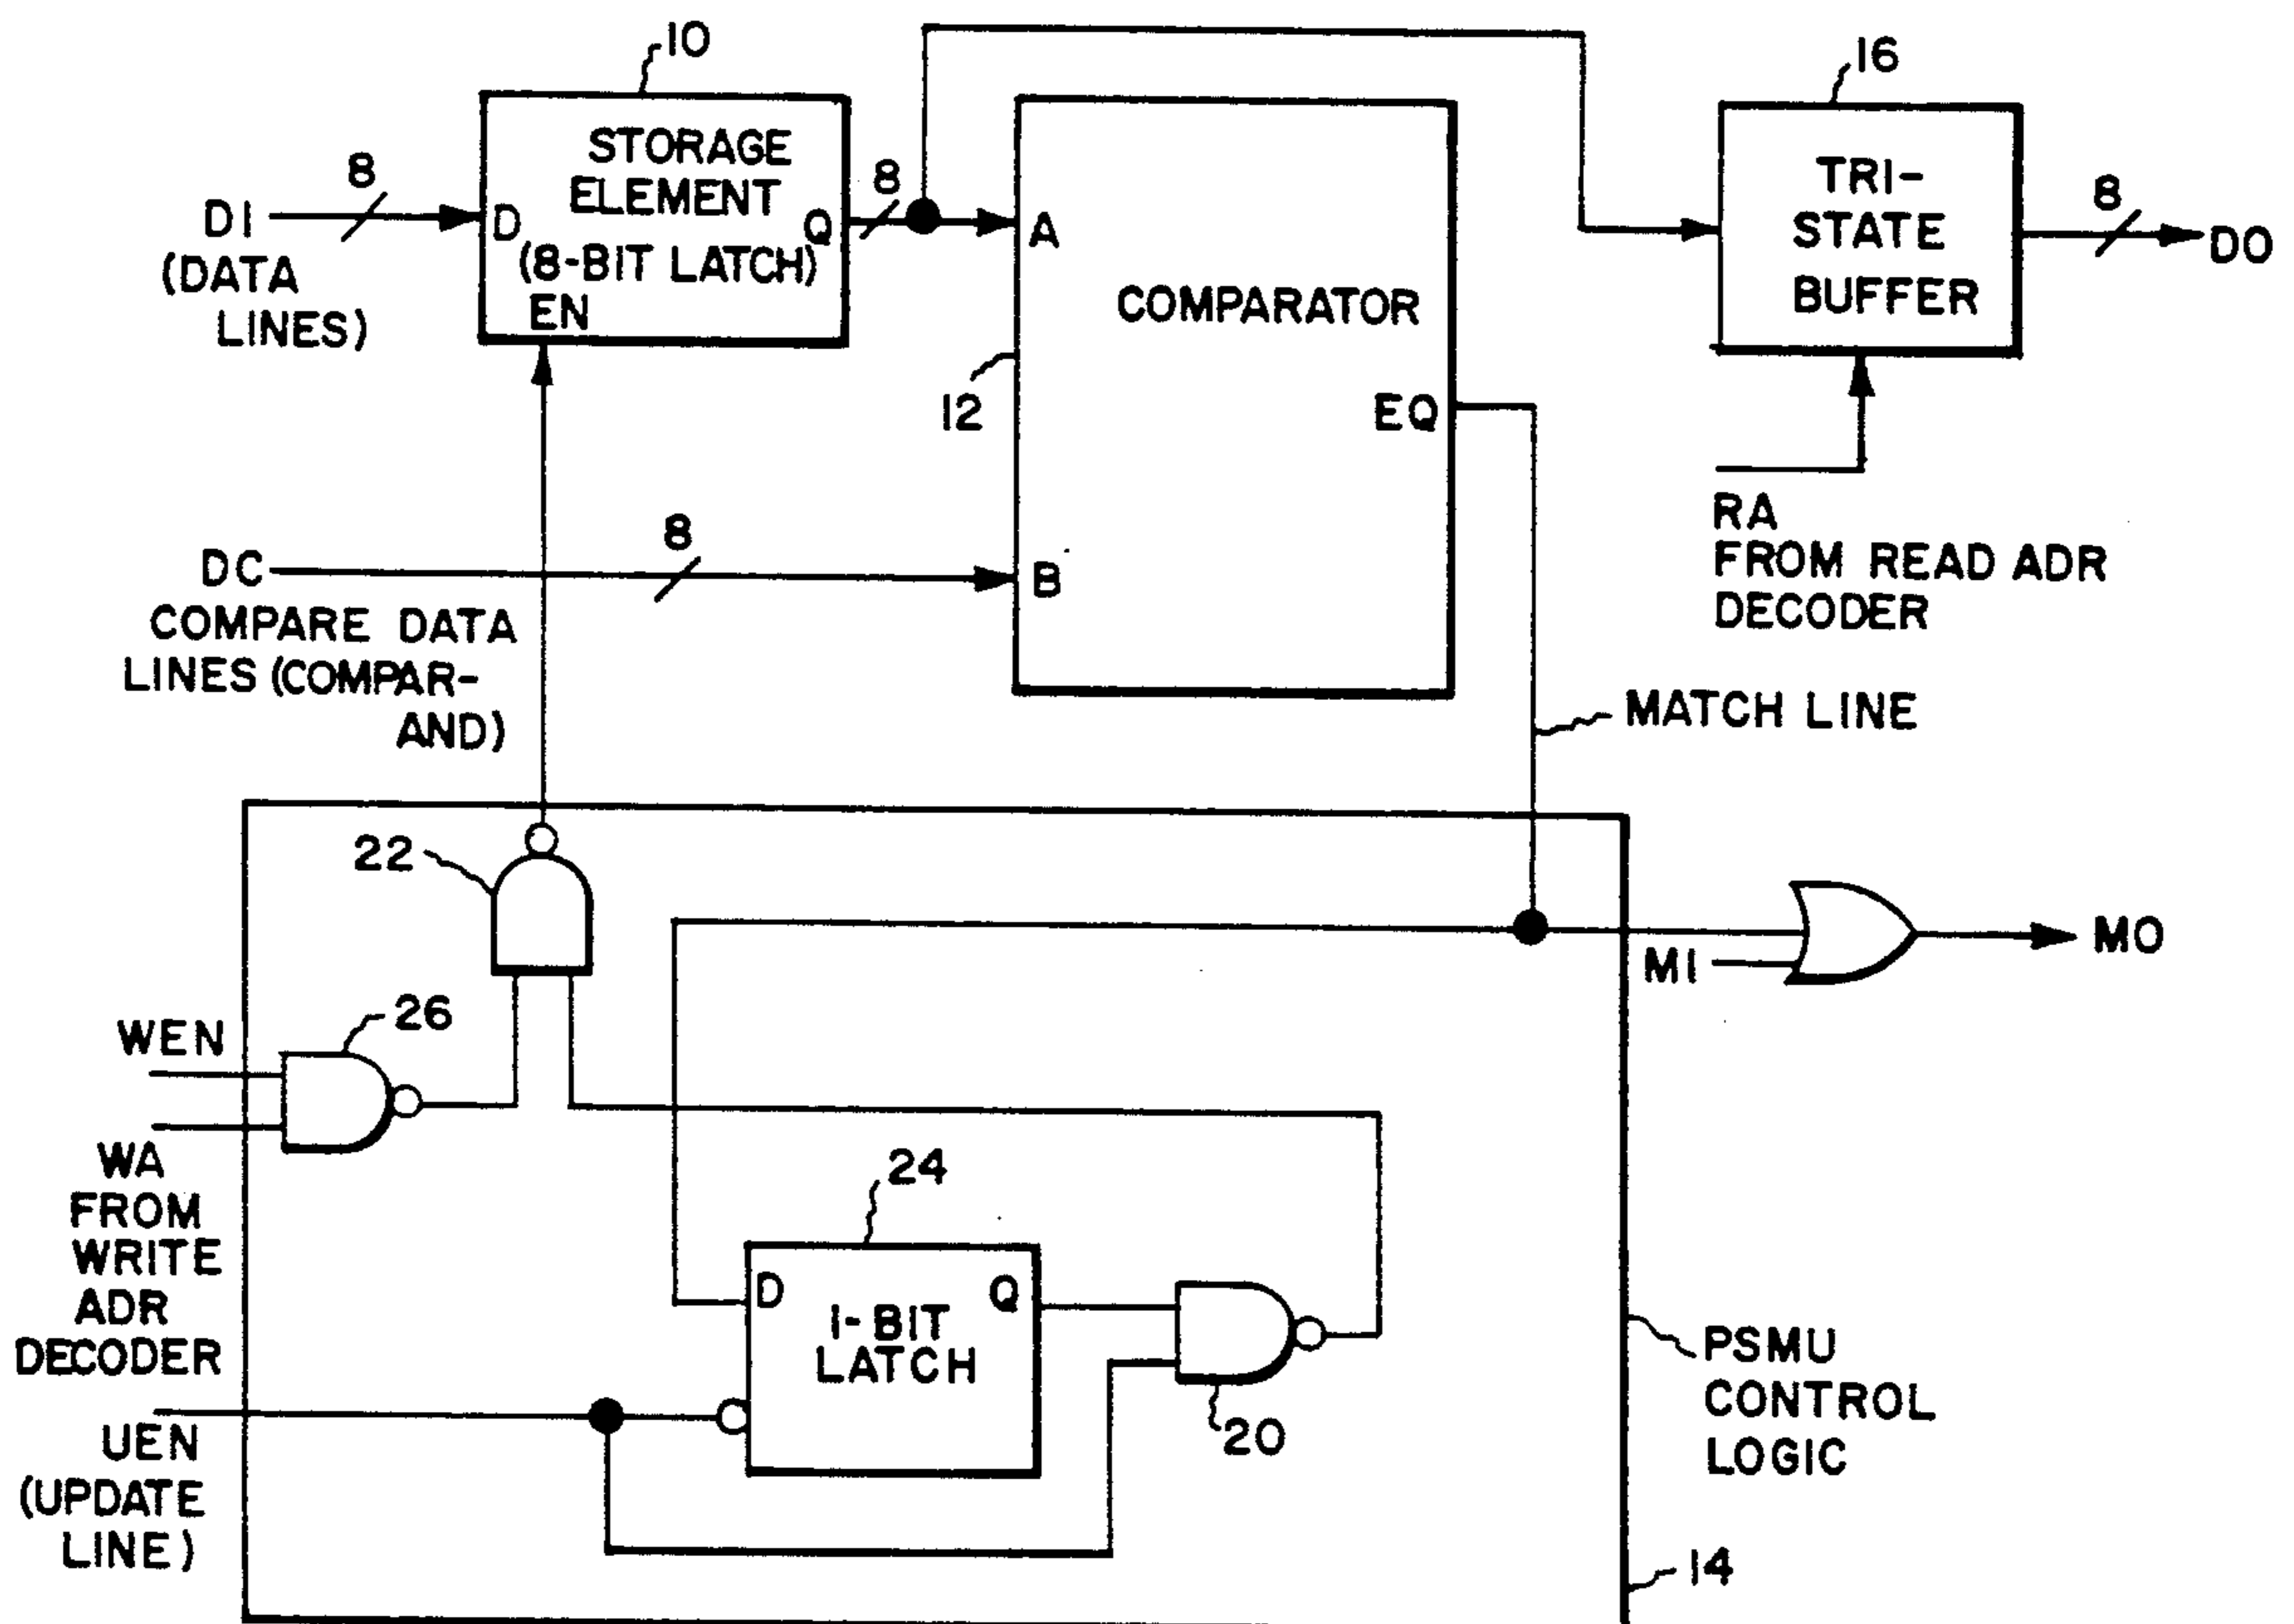 10
16
8
STORAGE
ELEMENT
(8-BIT LATCH)
D
Q
EN
8
DI
(DATA
LINES)
A
COMPARATOR
EQ
B
12
TRI-
STATE
BUFFER
8
DO
RA
FROM READ ADR
DECODER
8
DC
COMPARE DATA
LINES (COMPAR-
AND)
MATCH LINE
22
26
WEN
WA
FROM
WRITE
ADR
DECODER
MI
MO
24
D
Q
1-BIT
LATCH
20
UEN
(UPDATE
LINE)
PSMU
CONTROL
LOGIC
14